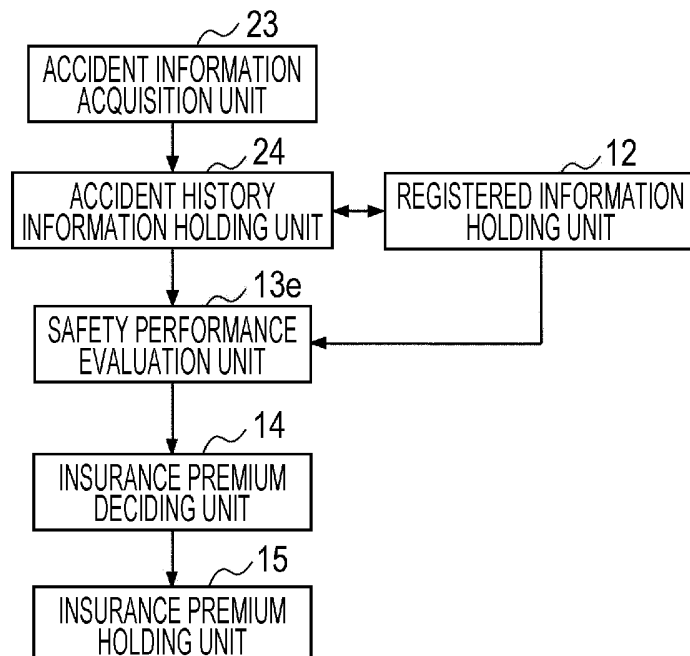 23
ACCIDENT INFORMATION
ACQUISITION UNIT
24
ACCIDENT HISTORY
INFORMATION HOLDING UNIT
12
REGISTERED INFORMATION
HOLDING UNIT
13e
SAFETY PERFORMANCE
EVALUATION UNIT
14
INSURANCE PREMIUM
DECIDING UNIT
15
INSURANCE PREMIUM
HOLDING UNIT